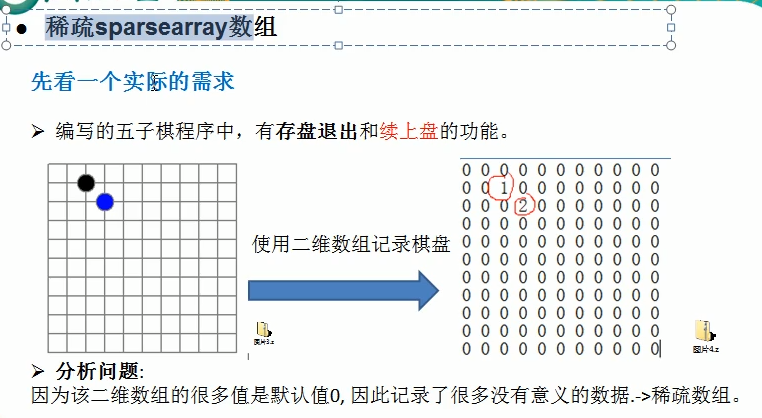 ● 稀疏sparsearray数组
先看一个实际的需求
➢ 编写的五子棋程序中，有存盘退出和续上盘的功能。
使用二维数组记录棋盘
0 0 0 0 0 0 0 0 0 0 0
0 0 1 0 0 0 0 0 0 0 0
0 0 0 2 0 0 0 0 0 0 0
0 0 0 0 0 0 0 0 0 0 0
0 0 0 0 0 0 0 0 0 0 0
0 0 0 0 0 0 0 0 0 0 0
0 0 0 0 0 0 0 0 0 0 0
0 0 0 0 0 0 0 0 0 0 0
0 0 0 0 0 0 0 0 0 0 0
0 0 0 0 0 0 0 0 0 0 0
0 0 0 0 0 0 0 0 0 0 0
图片3.z
图片4.z
➢ 分析问题:
因为该二维数组的很多值是默认值0, 因此记录了很多没有意义的数据.->稀疏数组。